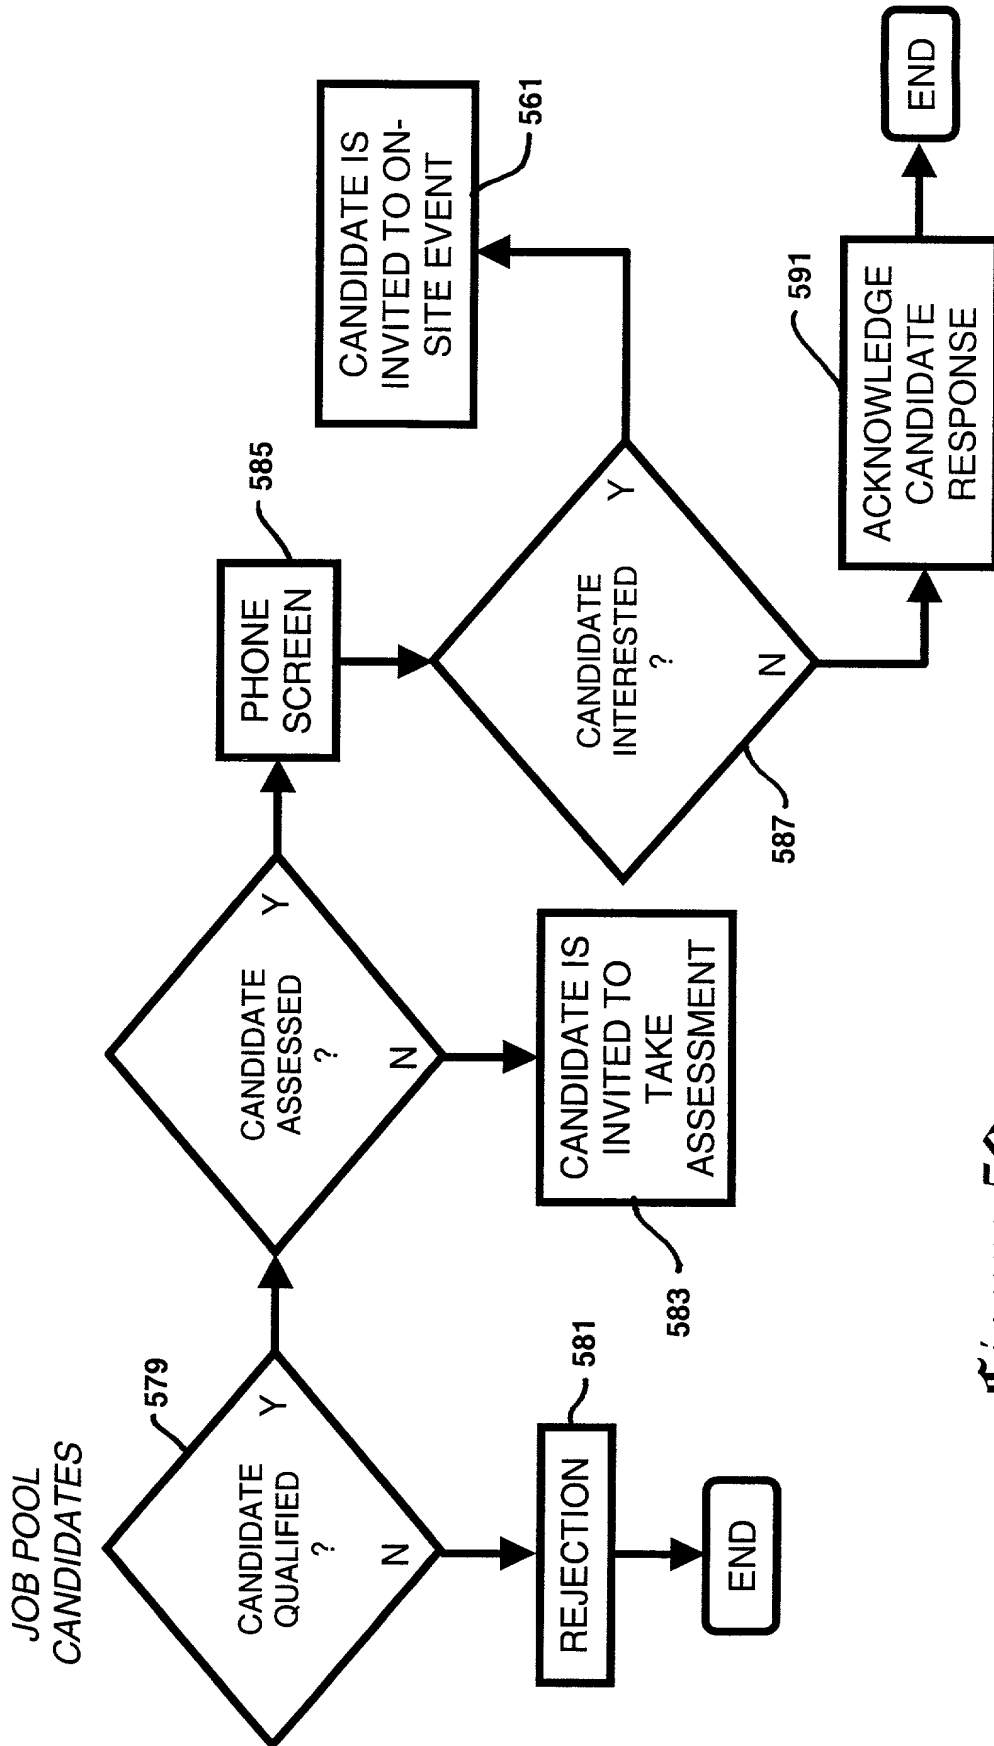 JOB POOL
CANDIDATES
579
CANDIDATE
QUALIFIED
?
Y
N
REJECTION
581
END
CANDIDATE
ASSESSED
?
Y
N
CANDIDATE IS
INVITED TO
TAKE
ASSESSMENT
583
PHONE
SCREEN
585
CANDIDATE
INTERESTED
?
Y
N
587
CANDIDATE IS
INVITED TO ON-
SITE EVENT
561
ACKNOWLEDGE
CANDIDATE
RESPONSE
591
END